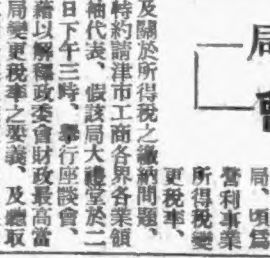 局
會
局、頃爲
營利事業
所得稅變
更稅率、
及關於所得稅之繳納問題、
特約請津市工商各界各業領
袖代表、假該局大禮堂於二
日下午三時、舉行座談會、
藉以解釋政委會財政最高當
局變更稅率之要義、及聽取